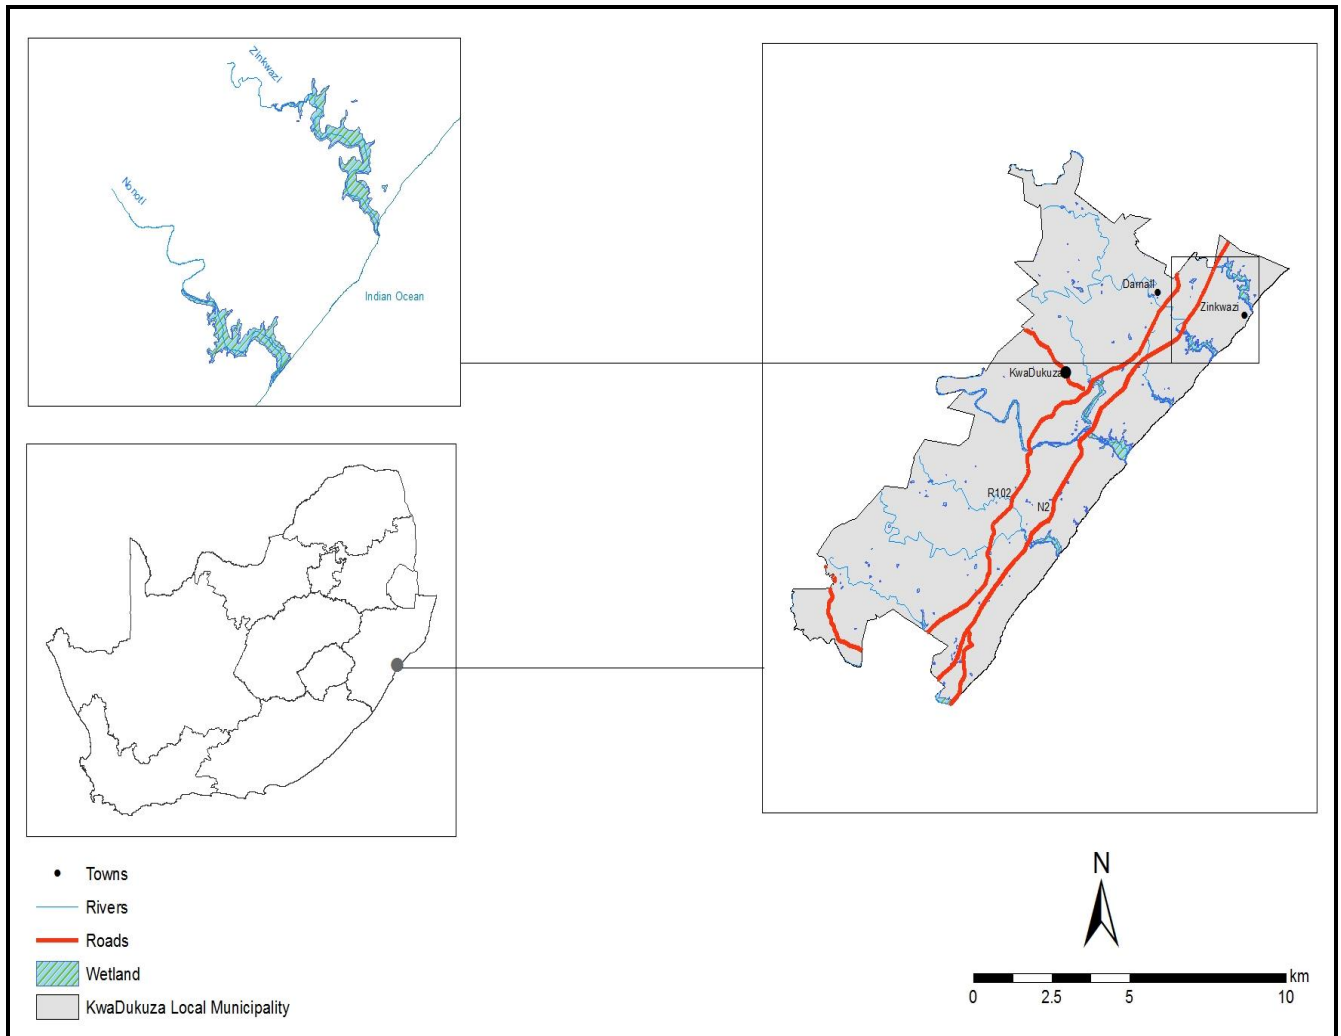 Zinkwazi
Nonoti
Indian Ocean
Darnall
Zinkwazi
KwaDukuza
R102
N2
Towns
Rivers
Roads
Wetland
KwaDukuza Local Municipality
N
km
0 2.5 5 10